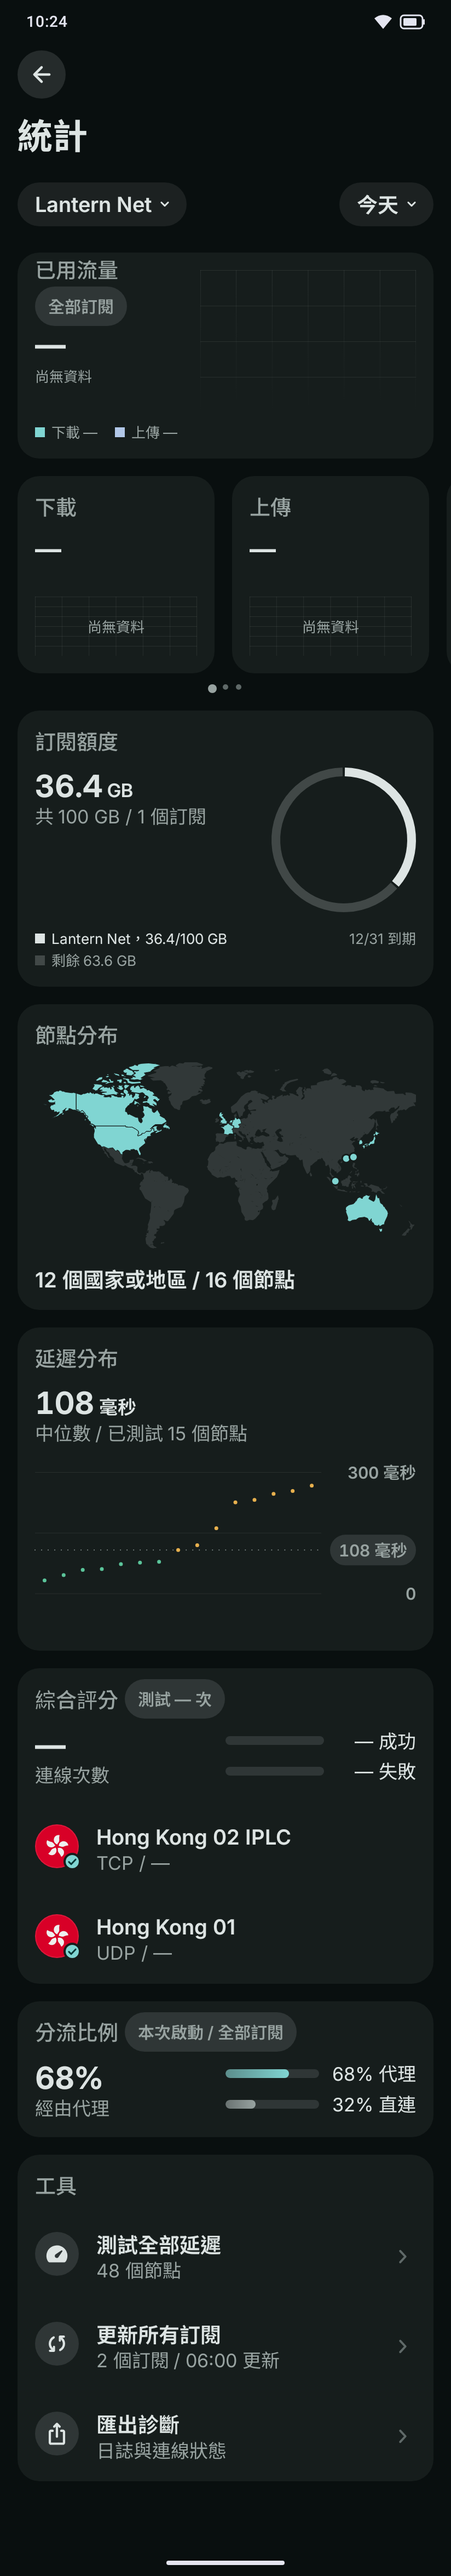 10:24
統計
Lantern Net
今天
已用流量
全部訂閱
—
尚無資料
下載 —
上傳 —
下載
上傳
—
—
尚無資料
尚無資料
訂閱額度
36.4 GB
共 100 GB / 1 個訂閱
Lantern Net，36.4/100 GB
12/31 到期
剩餘 63.6 GB
節點分布
12 個國家或地區 / 16 個節點
延遲分布
108 毫秒
中位數 / 已測試 15 個節點
300 毫秒
108 毫秒
0
綜合評分
測試 — 次
—
— 成功
連線次數
— 失敗
Hong Kong 02 IPLC
TCP / —
Hong Kong 01
UDP / —
分流比例
本次啟動 / 全部訂閱
68%
68% 代理
經由代理
32% 直連
工具
測試全部延遲
48 個節點
更新所有訂閱
2 個訂閱 / 06:00 更新
匯出診斷
日誌與連線狀態